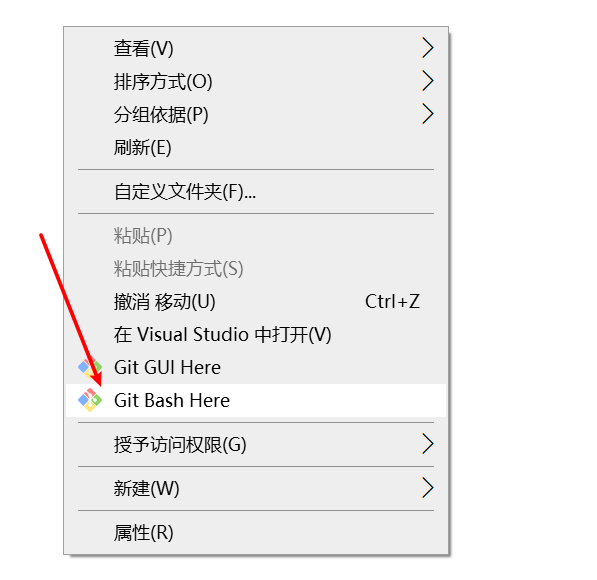 查看(V)
排序方式(O)
分组依据(P)
刷新(E)
自定义文件夹(F)...
粘贴(P)
粘贴快捷方式(S)
撤消 移动(U) Ctrl+Z
在 Visual Studio 中打开(V)
Git GUI Here
Git Bash Here
授予访问权限(G)
新建(W)
属性(R)